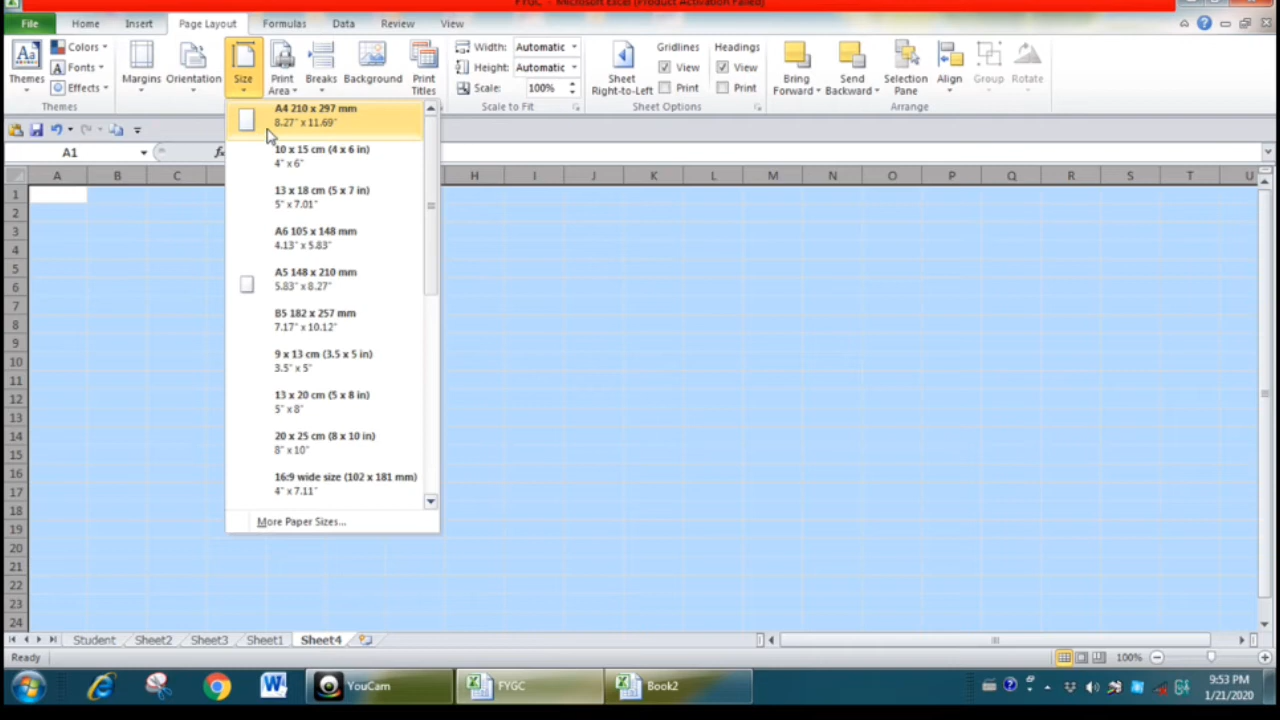 FYGC - Microsoft Excel (Product Activation Failed)
File Home Insert Page Layout Formulas Data Review View
Colors Width: Automatic Gridlines Headings
Fonts Height: Automatic View View
Themes Effects Margins Orientation Size Print Area Breaks Background Print Titles Scale: 100% Sheet Right-to-Left Print Print Bring Forward Send Backward Selection Pane Align Group Rotate
Themes Scale to Fit Sheet Options Arrange
A1 fx
A B C H I J K L M N O P Q R S T U
A4 210 x 297 mm
8.27" x 11.69"
10 x 15 cm (4 x 6 in)
4" x 6"
13 x 18 cm (5 x 7 in)
5" x 7.01"
A6 105 x 148 mm
4.13" x 5.83"
A5 148 x 210 mm
5.83" x 8.27"
B5 182 x 257 mm
7.17" x 10.12"
9 x 13 cm (3.5 x 5 in)
3.5" x 5"
13 x 20 cm (5 x 8 in)
5" x 8"
20 x 25 cm (8 x 10 in)
8" x 10"
16:9 wide size (102 x 181 mm)
4" x 7.11"
More Paper Sizes...
1
2
3
4
5
6
7
8
9
10
11
12
13
14
15
16
17
18
19
20
21
22
23
24
Student Sheet2 Sheet3 Sheet1 Sheet4
Ready 100%
YouCam FYGC Book2 9:53 PM
1/21/2020